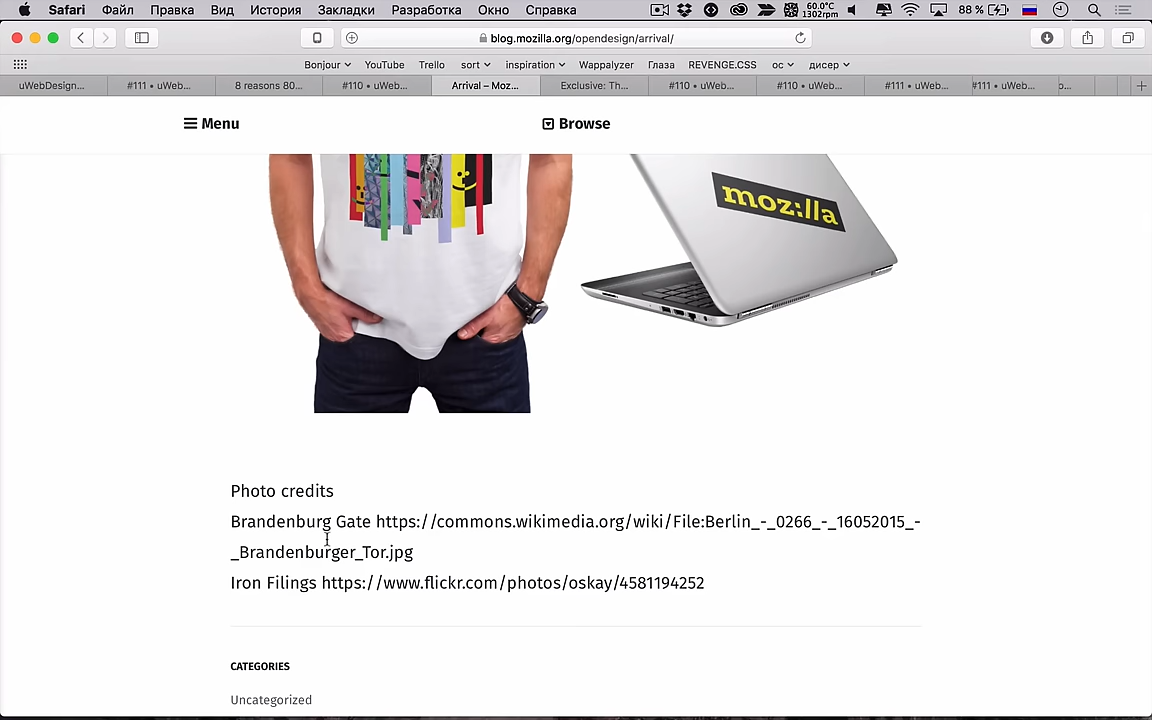 Safari Файл Правка Вид История Закладки Разработка Окно Справка 60.0°C 1302rpm 88 %
blog.mozilla.org/opendesign/arrival/
Bonjour YouTube Trello sort inspiration Wappalyzer Глаза REVENGE.CSS ос дисер
uWebDesign... #111 • uWeb... 8 reasons 80... #110 • uWeb... Arrival – Moz... Exclusive: Th... #110 • uWeb... #110 • uWeb... #111 • uWeb... #111 • uWe...
Menu Browse
moz://a
Photo credits
Brandenburg Gate https://commons.wikimedia.org/wiki/File:Berlin_-_0266_-_16052015_-
_Brandenburger_Tor.jpg
Iron Filings https://www.flickr.com/photos/oskay/4581194252
CATEGORIES
Uncategorized